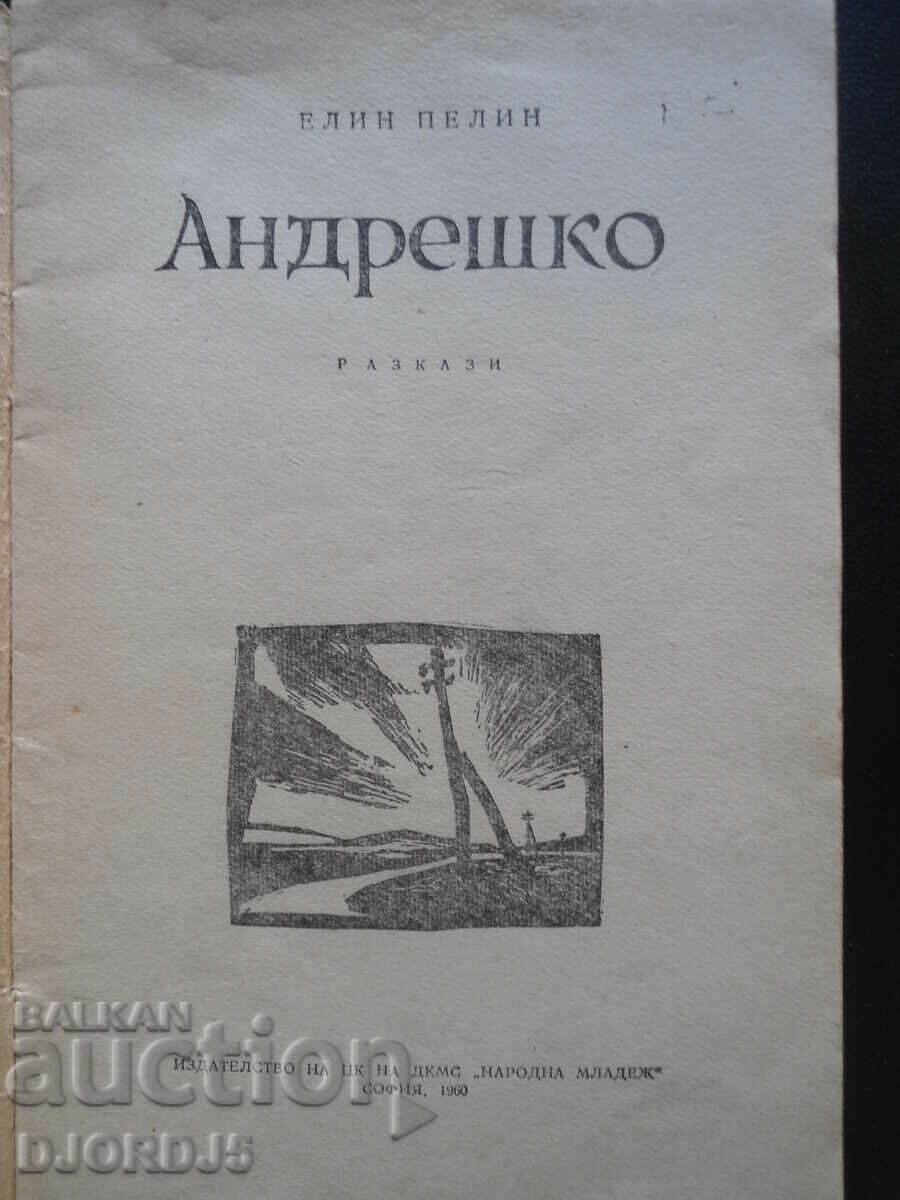 ЕЛИН ПЕЛИН
Андрешко
РАЗКАЗИ
ИЗДАТЕЛСТВО НА ЦК НА ДКМС „НАРОДНА МЛАДЕЖ“
СОФИЯ, 1960
BALKAN
auction
DJORDJ5